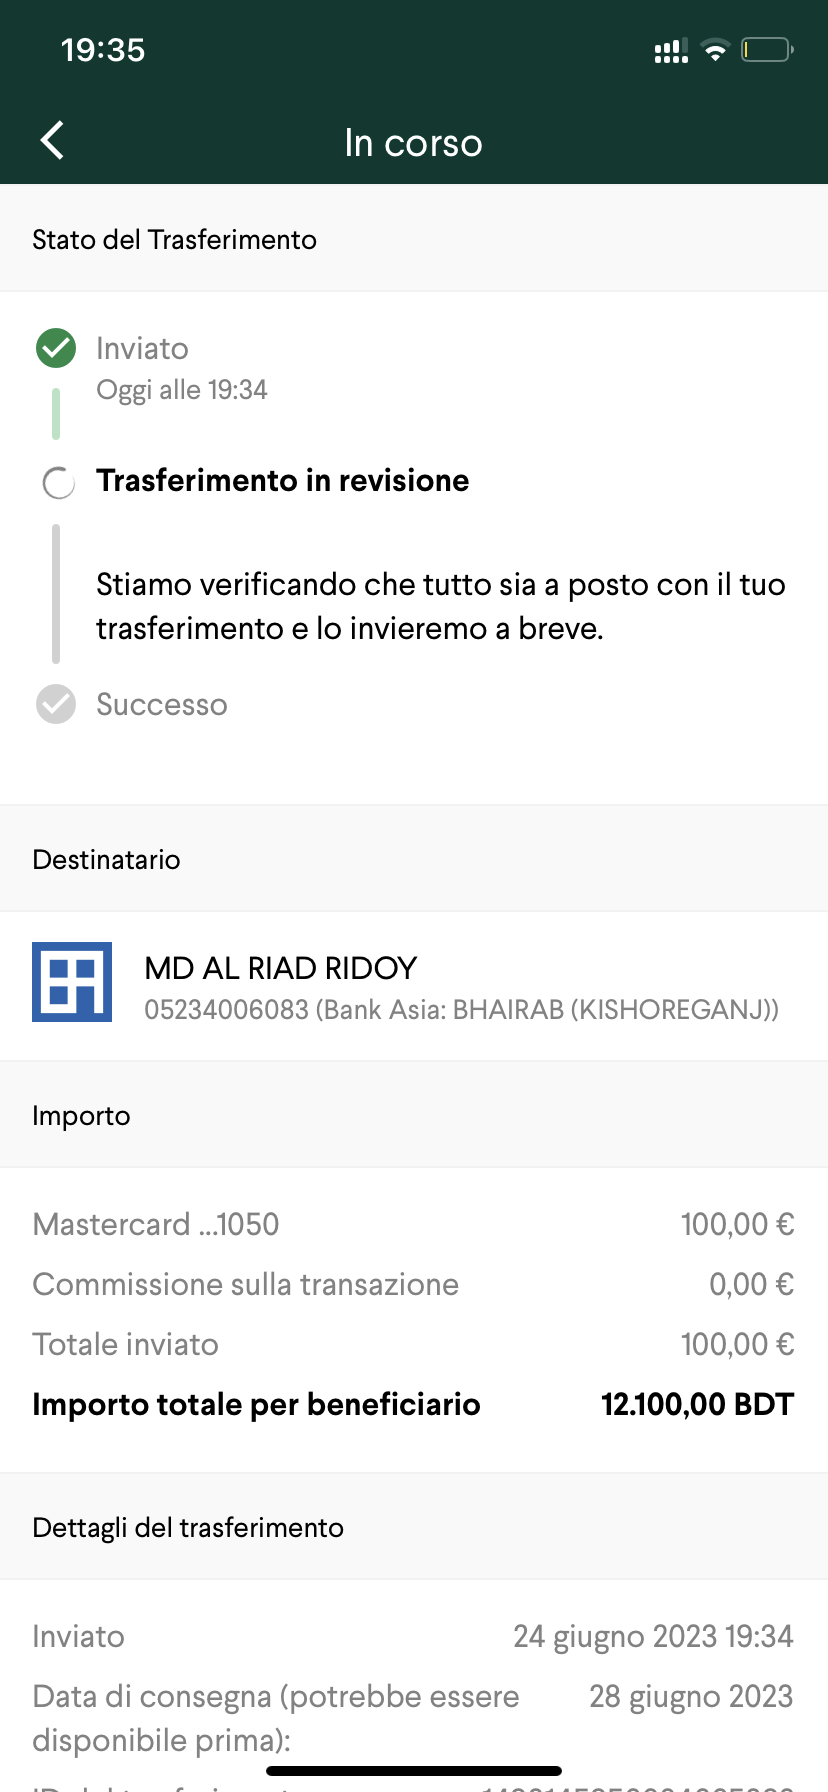 19:35
In corso
Stato del Trasferimento
Inviato
Oggi alle 19:34
Trasferimento in revisione
Stiamo verificando che tutto sia a posto con il tuo
trasferimento e lo invieremo a breve.
Successo
Destinatario
MD AL RIAD RIDOY
05234006083 (Bank Asia: BHAIRAB (KISHOREGANJ))
Importo
Mastercard ...1050 100,00 €
Commissione sulla transazione 0,00 €
Totale inviato 100,00 €
Importo totale per beneficiario 12.100,00 BDT
Dettagli del trasferimento
Inviato 24 giugno 2023 19:34
Data di consegna (potrebbe essere 28 giugno 2023
disponibile prima):